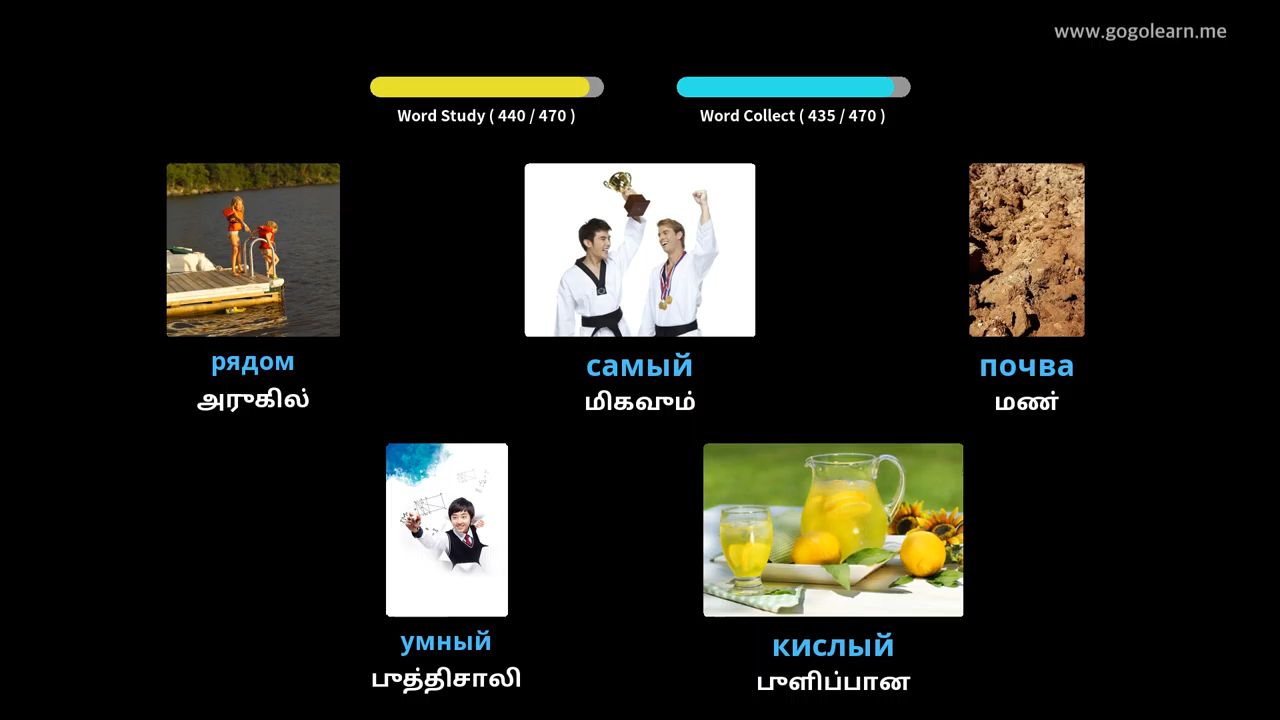 www.gogolearn.me
Word Study ( 440 / 470 )
Word Collect ( 435 / 470 )
рядом
அருகில்
самый
மிகவும்
почва
மண்
умный
புத்திசாலி
кислый
புளிப்பான